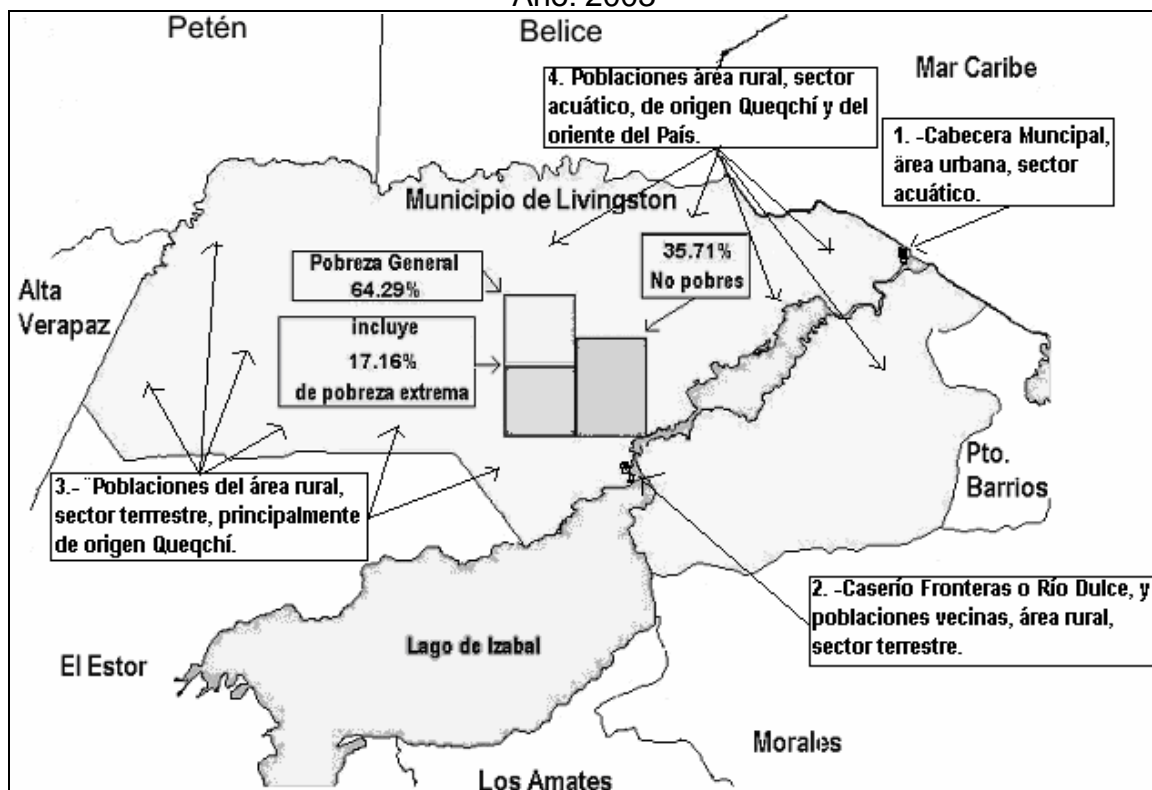 Petén
Belice
Mar Caribe
4. Poblaciones área rural, sector
acuático, de origen Queqchí y del
oriente del País.
1. -Cabecera Muncipal,
área urbana, sector
acuático.
Municipio de Livingston
Pobreza General
64.29%
35.71%
No pobres
Alta
Verapaz
incluye
17.16%
de pobreza extrema
Pto.
Barrios
3.- ¨Poblaciones del área rural,
sector terrrestre, principalmente
de origen Queqchí.
2. -Caserío Fronteras o Río Dulce, y
poblaciones vecinas, área rural,
sector terrestre.
Lago de Izabal
El Estor
Morales
Los Amates